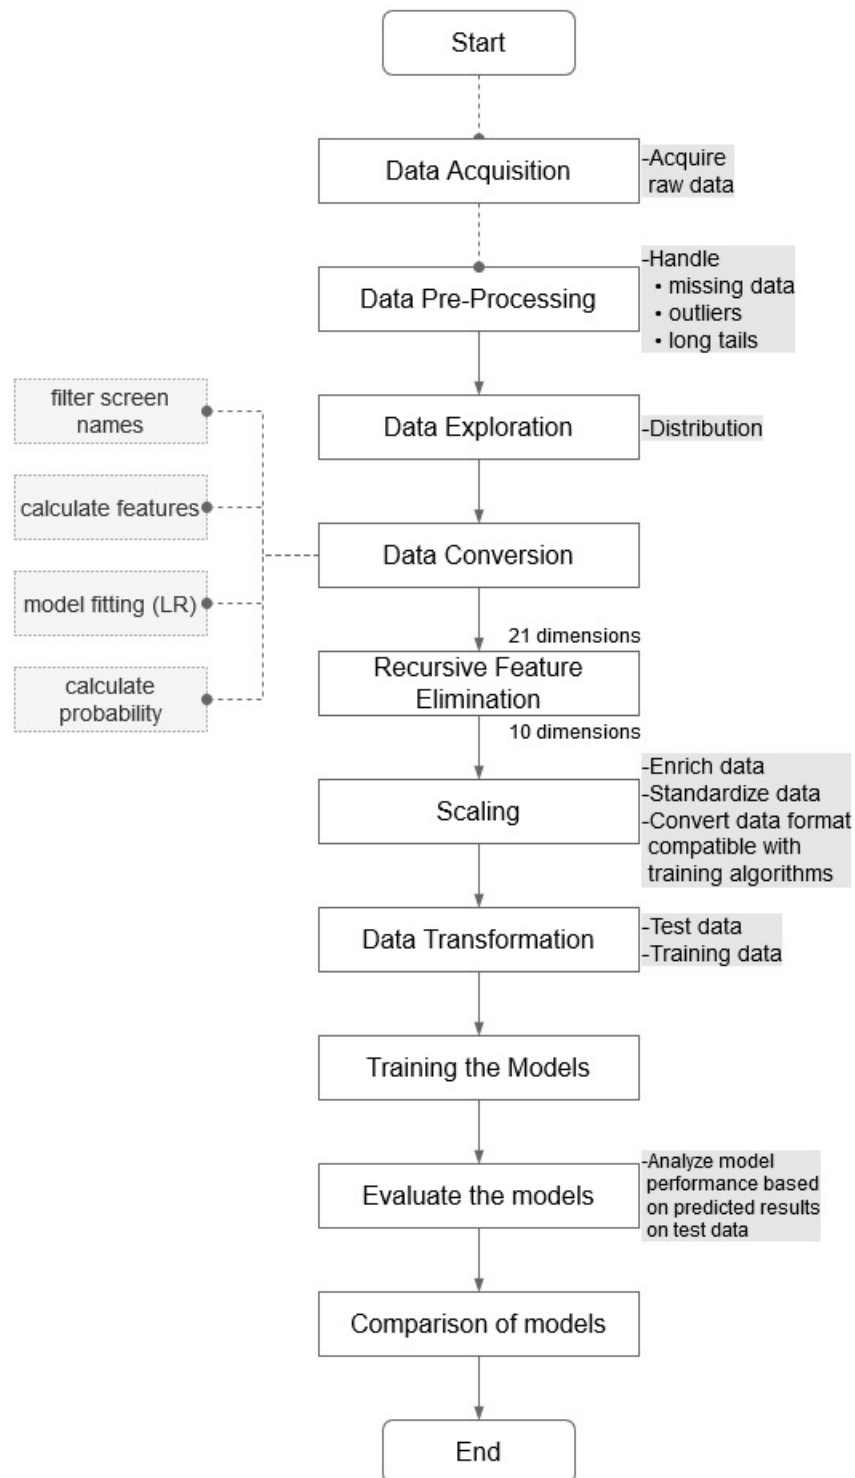 Start
Data Acquisition
-Acquire
raw data
Data Pre-Processing
-Handle
• missing data
• outliers
• long tails
filter screen
names
calculate features
model fitting (LR)
calculate
probability
Data Exploration
-Distribution
Data Conversion
21 dimensions
Recursive Feature
Elimination
10 dimensions
Scaling
-Enrich data
-Standardize data
-Convert data format
compatible with
training algorithms
Data Transformation
-Test data
-Training data
Training the Models
Evaluate the models
-Analyze model
performance based
on predicted results
on test data
Comparison of models
End